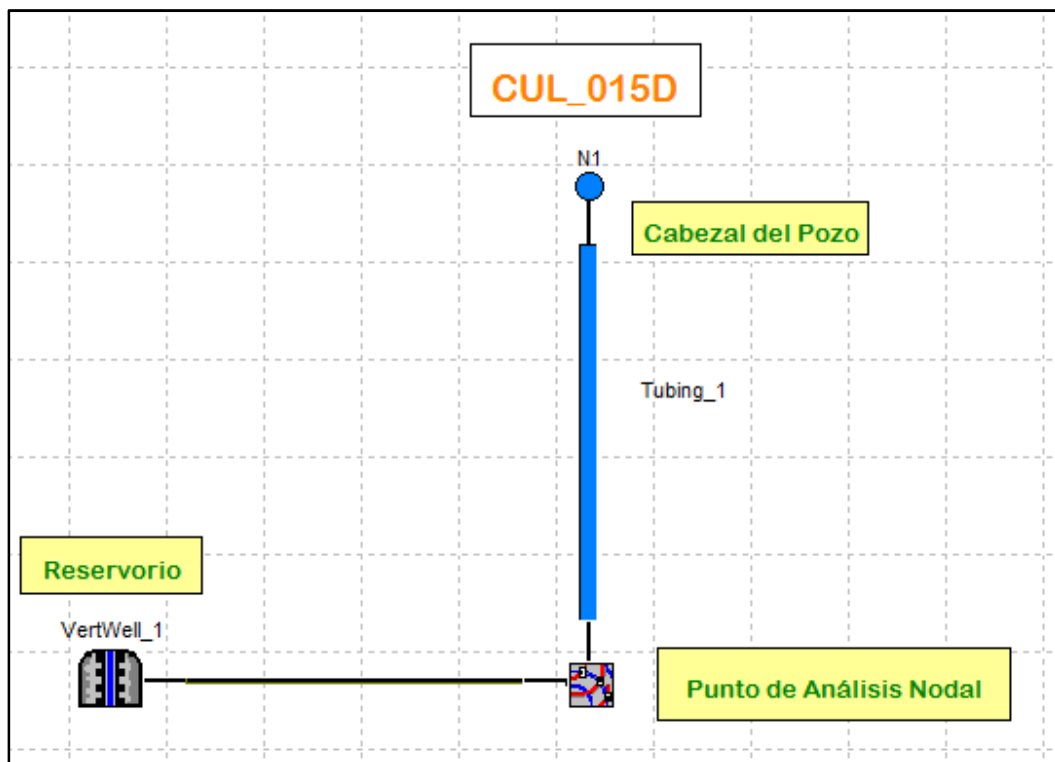 CUL_015D
N1
Cabezal del Pozo
Tubing_1
Reservorio
VertWell_1
Punto de Análisis Nodal